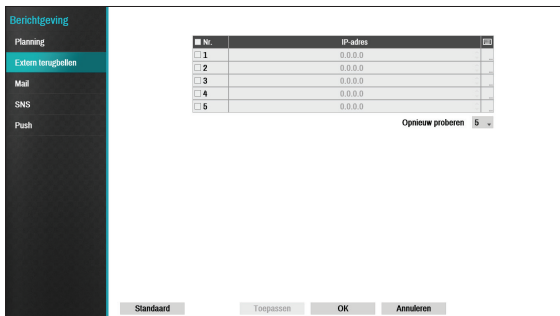 Berichtgeving
Planning
Extern terugbellen
Mail
SNS
Push
Nr. IP-adres
1 0.0.0.0
2 0.0.0.0
3 0.0.0.0
4 0.0.0.0
5 0.0.0.0
Opnieuw proberen 5
Standaard Toepassen OK Annuleren